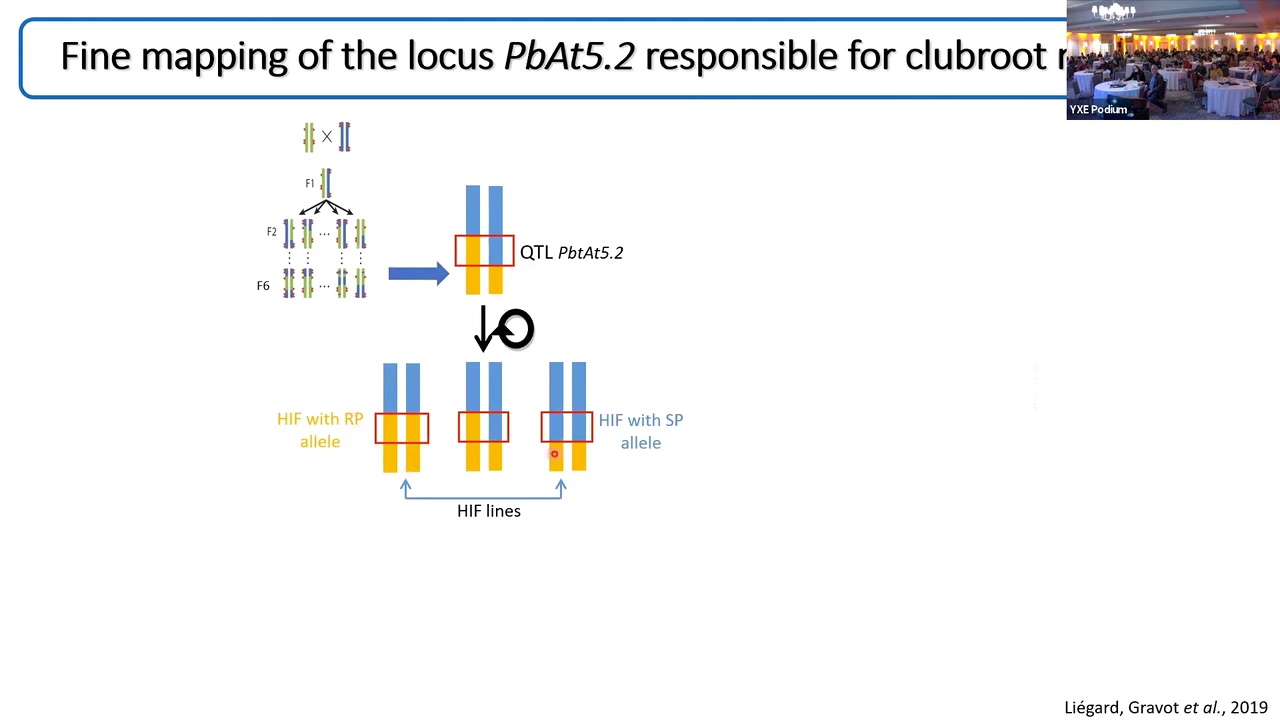 Fine mapping of the locus PbAt5.2 responsible for clubroot
YXE Podium
X
F1
F2
...
F6
...
QTL PbtAt5.2
HIF with RP
allele
HIF with SP
allele
HIF lines
Liégard, Gravot et al., 2019